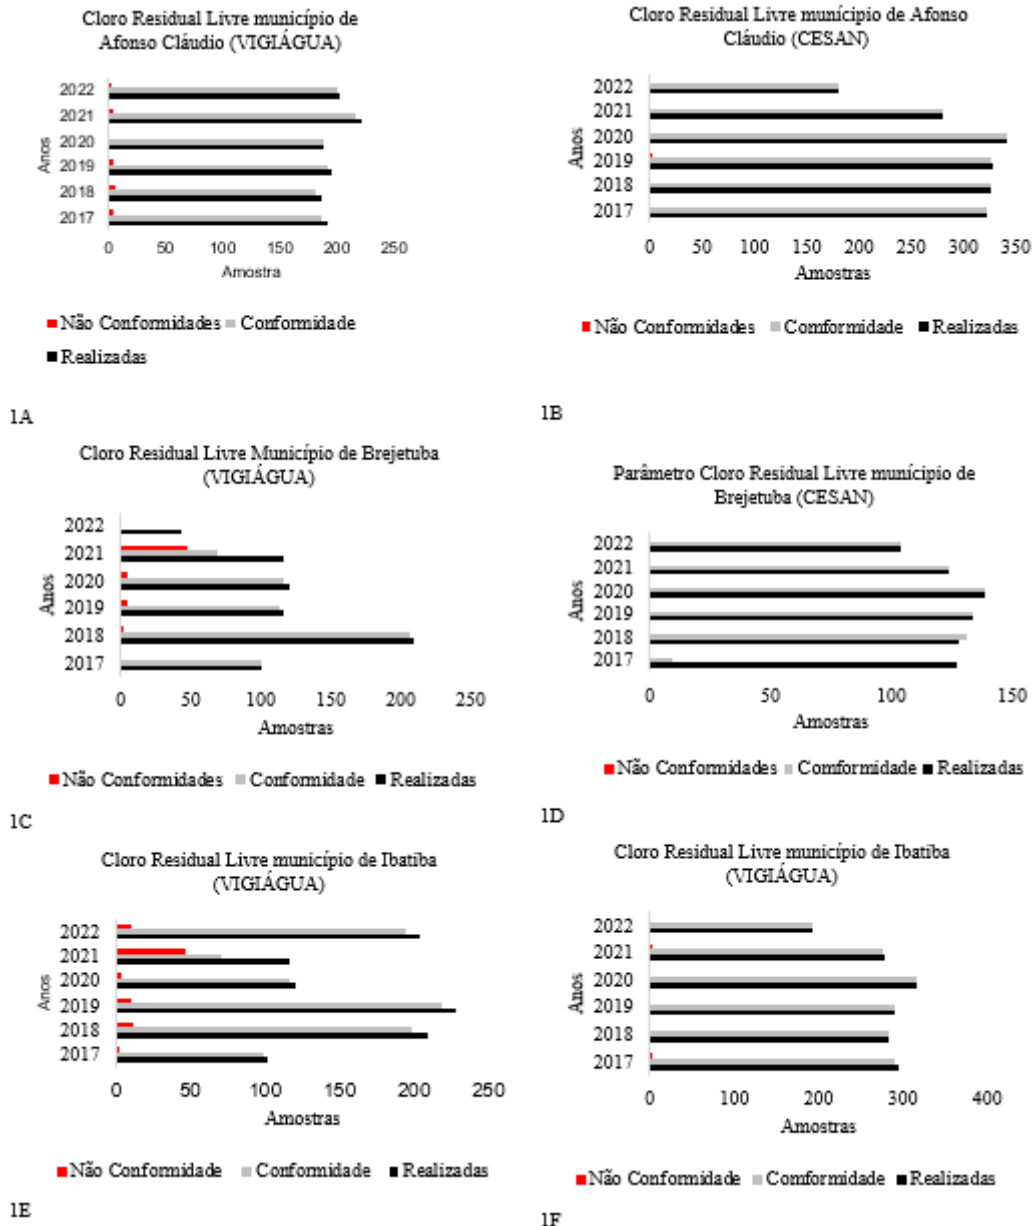 Cloro Residual Livre município de
Afonso Cláudio (VIGIÁGUA)
Anos
2022
2021
2020
2019
2018
2017
0 50 100 150 200 250
Amostra
Não Conformidades Conformidade
Realizadas
1A
Cloro Residual Livre munícipio de Afonso
Cláudio (CESAN)
Anos
2022
2021
2020
2019
2018
2017
0 50 100 150 200 250 300 350
Amostras
Não Conformidades Comformidade Realizadas
1B
Cloro Residual Livre Município de Brejetuba
(VIGIÁGUA)
Anos
2022
2021
2020
2019
2018
2017
0 50 100 150 200 250
Amostras
Não Conformidades Conformidade Realizadas
1C
Parâmetro Cloro Residual Livre munícipio de
Brejetuba (CESAN)
Anos
2022
2021
2020
2019
2018
2017
0 50 100 150
Amostras
Não Conformidades Comformidade Realizadas
1D
Cloro Residual Livre município de Ibatiba
(VIGIÁGUA)
Anos
2022
2021
2020
2019
2018
2017
0 50 100 150 200 250
Amostras
Não Conformidade Conformidade Realizadas
1E
Cloro Residual Livre município de Ibatiba
(VIGIÁGUA)
Anos
2022
2021
2020
2019
2018
2017
0 100 200 300 400
Amostras
Não Conformidades Comformidade Realizadas
1F